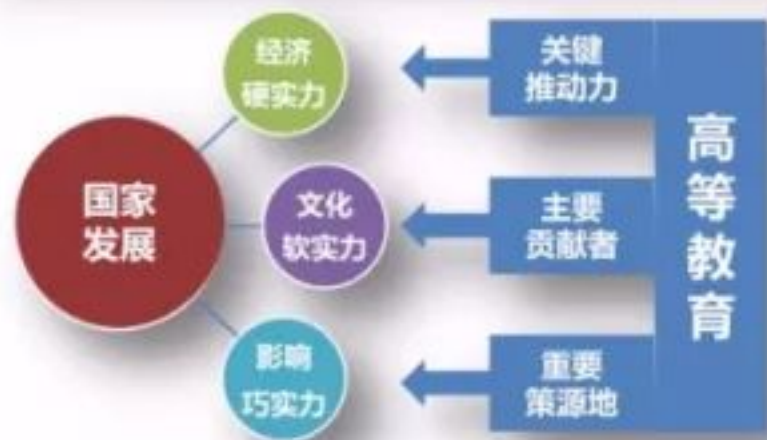 经济
硬实力
关键
推动力
国家
发展
文化
软实力
主要
贡献者
高等教育
影响
巧实力
重要
策源地